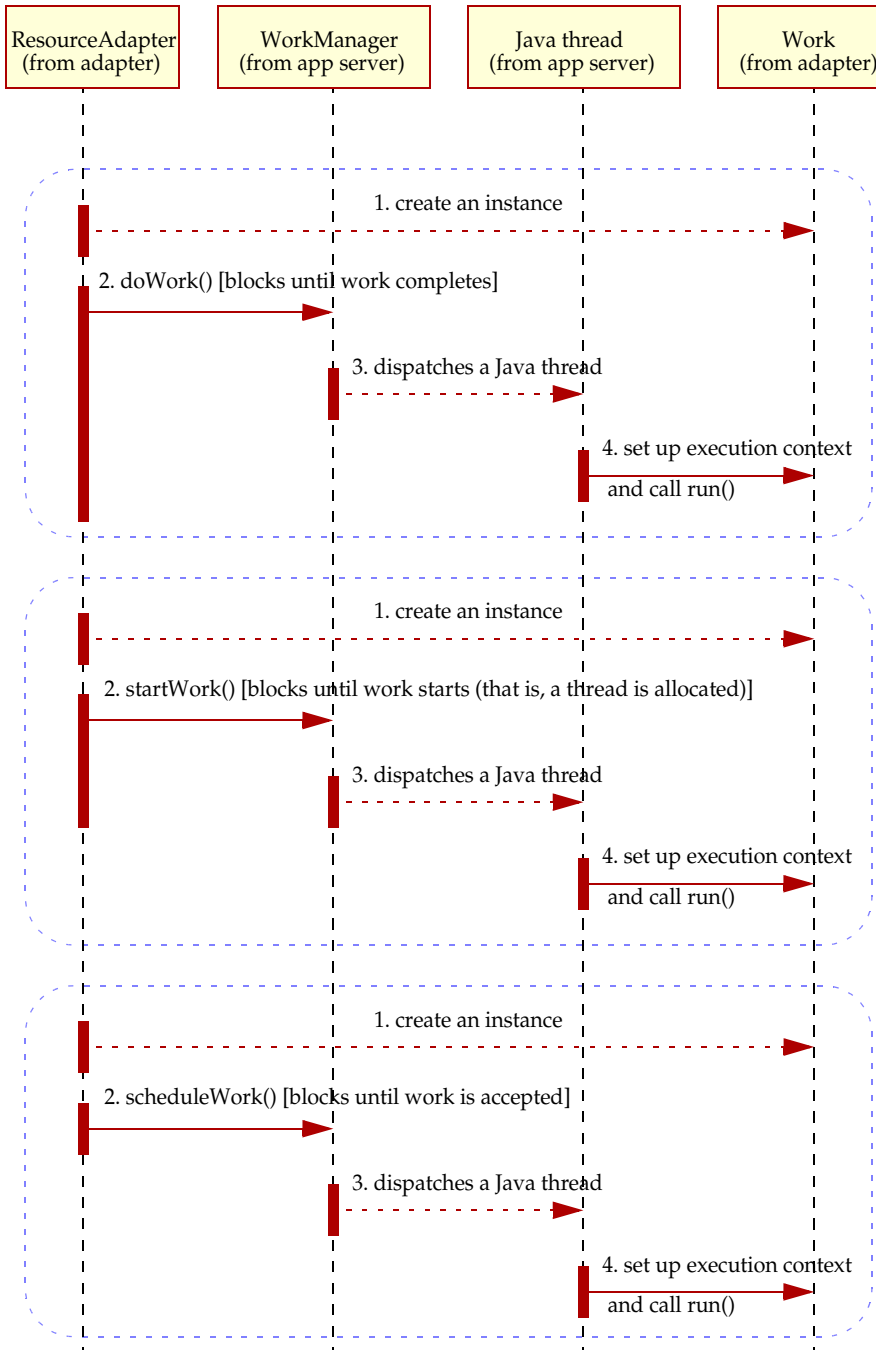 ResourceAdapter
(from adapter)
WorkManager
(from app server)
Java thread
(from app server)
Work
(from adapter)
1. create an instance
2. doWork() [blocks until work completes]
3. dispatches a Java thread
4. set up execution context
and call run()
1. create an instance
2. startWork() [blocks until work starts (that is, a thread is allocated)]
3. dispatches a Java thread
4. set up execution context
and call run()
1. create an instance
2. scheduleWork() [blocks until work is accepted]
3. dispatches a Java thread
4. set up execution context
and call run()